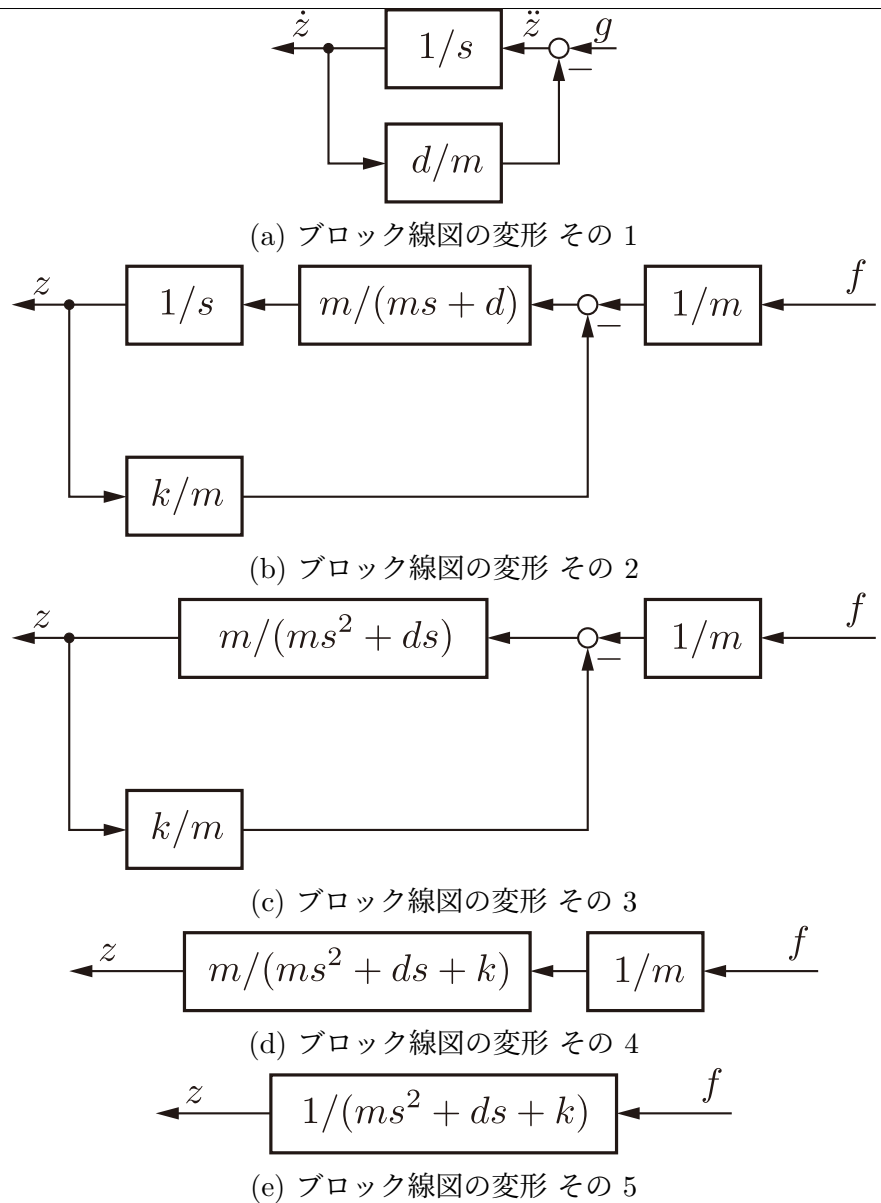 ż z̈ g
1/s
−
d/m
(a) ブロック線図の変形 その 1
z 1/s m/(ms + d) − 1/m f
k/m
(b) ブロック線図の変形 その 2
z m/(ms² + ds) − 1/m f
k/m
(c) ブロック線図の変形 その 3
z m/(ms² + ds + k) 1/m f
(d) ブロック線図の変形 その 4
z 1/(ms² + ds + k) f
(e) ブロック線図の変形 その 5